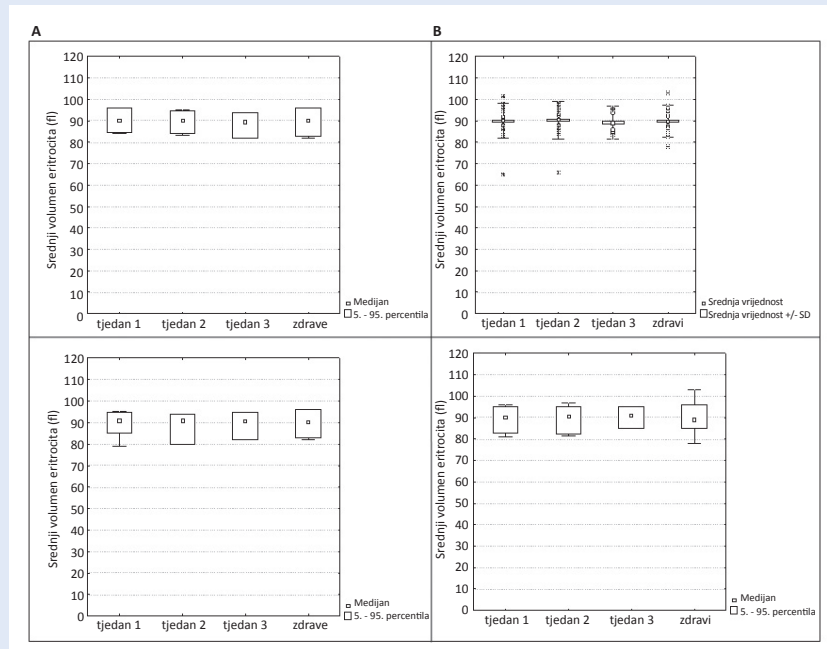 A
Srednji volumen eritrocita (fl)
120
110
100
90
80
70
60
50
40
30
20
10
0
tjedan 1 tjedan 2 tjedan 3 zdrave
Medijan
5. - 95. percentila
B
Srednji volumen eritrocita (fl)
120
110
100
90
80
70
60
50
40
30
20
10
0
tjedan 1 tjedan 2 tjedan 3 zdravi
Srednja vrijednost
Srednja vrijednost +/- SD
Srednji volumen eritrocita (fl)
120
110
100
90
80
70
60
50
40
30
20
10
0
tjedan 1 tjedan 2 tjedan 3 zdrave
Medijan
5. - 95. percentila
Srednji volumen eritrocita (fl)
120
110
100
90
80
70
60
50
40
30
20
10
0
tjedan 1 tjedan 2 tjedan 3 zdravi
Medijan
5. - 95. percentila